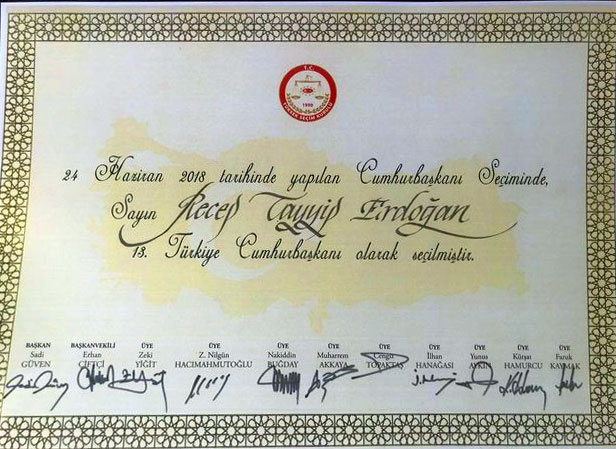 T.C.
1950
YÜKSEK SEÇİM KURULU
24 Haziran 2018 tarihinde yapılan Cumhurbaşkanı Seçiminde,
Sayın Recep Tayyip Erdoğan
13. Türkiye Cumhurbaşkanı olarak seçilmiştir.
BAŞKAN BAŞKANVEKİLİ ÜYE ÜYE ÜYE ÜYE ÜYE ÜYE ÜYE ÜYE ÜYE
Sadi Erhan Zeki Z. Nilgün Nakiddin Muharrem Cengiz İlhan Yunus Kürşat Faruk
GÜVEN ÇİFTÇİ YİĞİT HACIMAHMUTOĞLU BUĞDAY AKKAYA TOPAKTAŞ HANAĞASI AYKIN HAMURCU KAYMAK